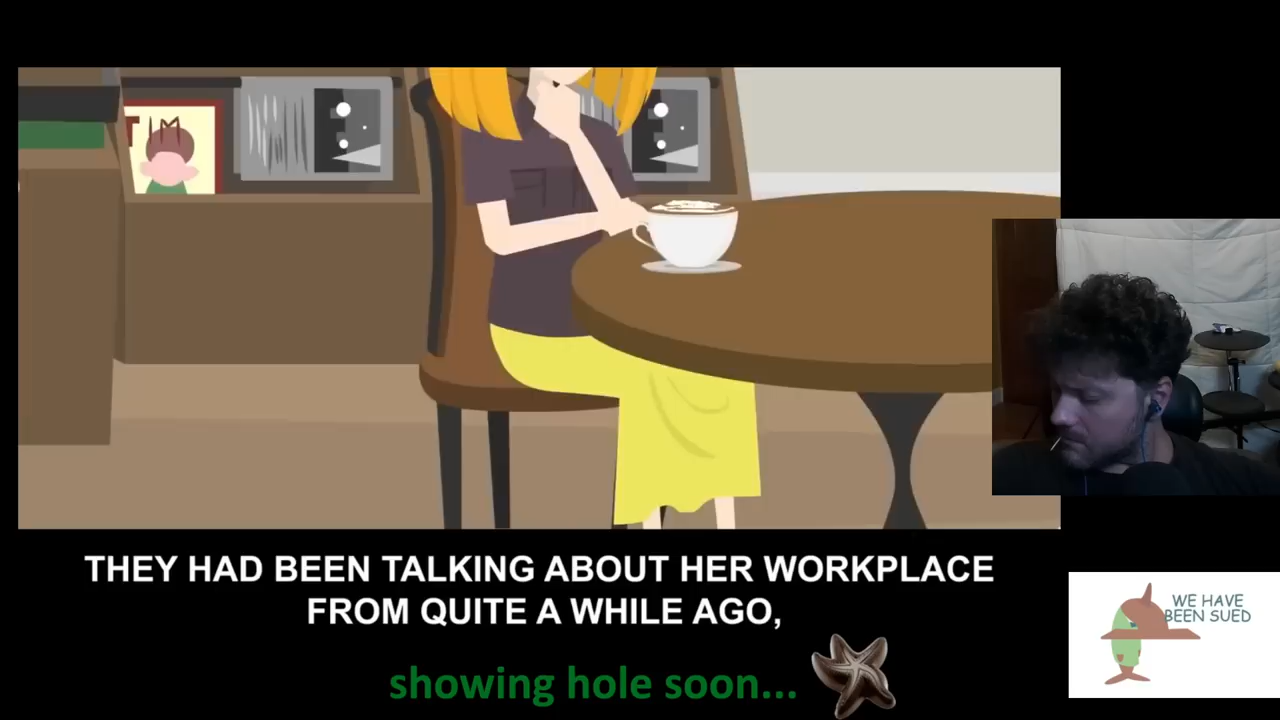 TIM
THEY HAD BEEN TALKING ABOUT HER WORKPLACE
FROM QUITE A WHILE AGO,
showing hole soon...
WE HAVE
BEEN SUED